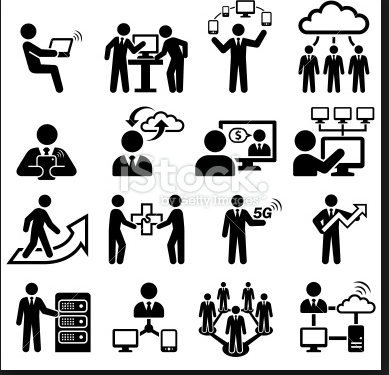 $
iStock
by Getty Images
5G